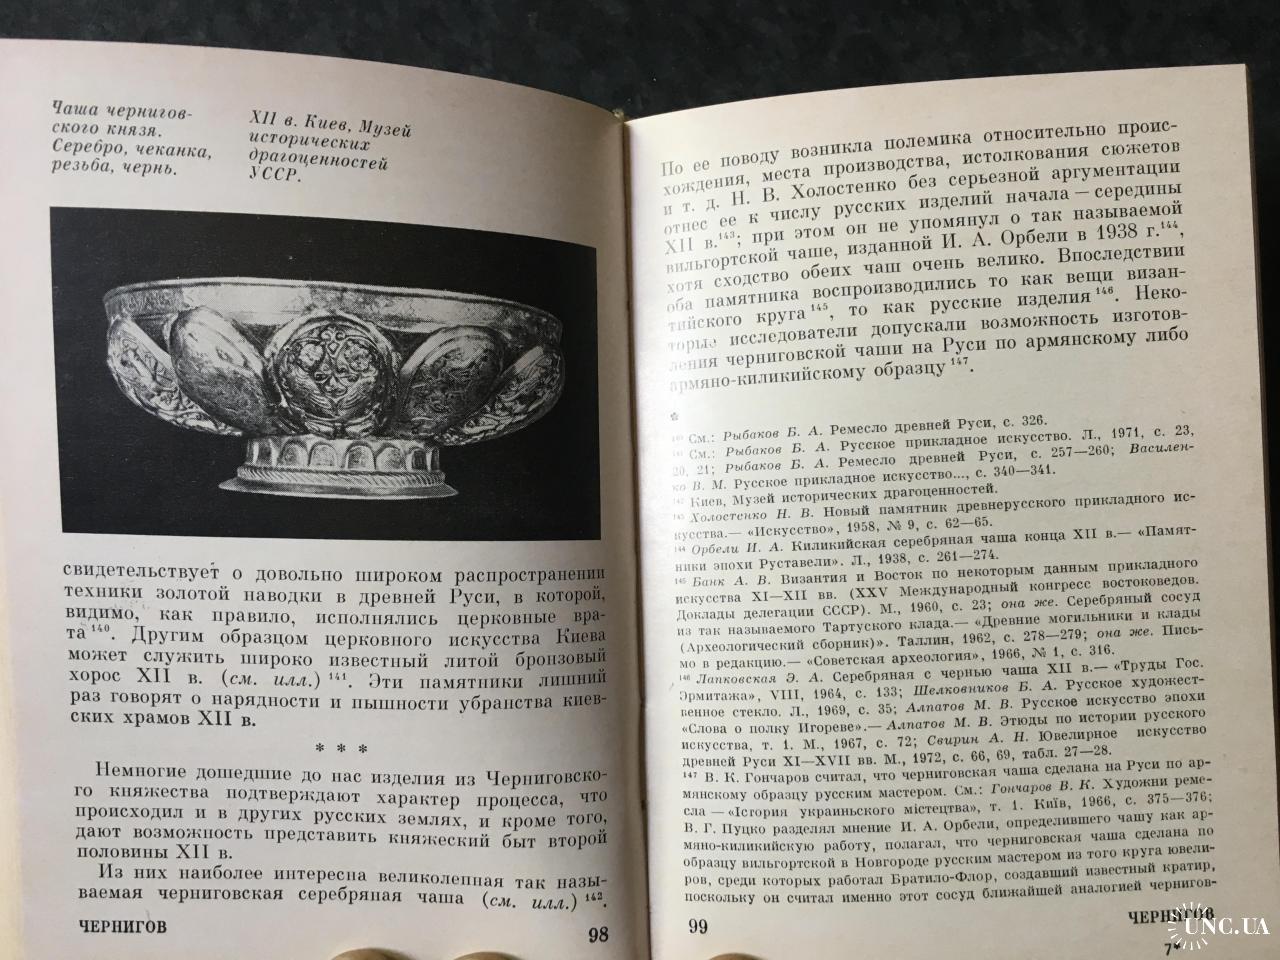 Чаша чернигов-
ского князя.
Серебро, чеканка,
резьба, чернь.
XII в. Киев, Музей
исторических
драгоценностей
УССР.
свидетельствует о довольно широком распространении
техники золотой наводки в древней Руси, в которой,
видимо, как правило, исполнялись церковные вра-
та 140. Другим образцом церковного искусства Киева
может служить широко известный литой бронзовый
хорос XII в. (см. илл.) 141. Эти памятники лишний
раз говорят о нарядности и пышности убранства киев-
ских храмов XII в.
* * *
Немногие дошедшие до нас изделия из Черниговско-
го княжества подтверждают характер процесса, что
происходил и в других русских землях, и кроме того,
дают возможность представить княжеский быт второй
половины XII в.
Из них наиболее интересна великолепная так назы-
ваемая черниговская серебряная чаша (см. илл.) 142.
ЧЕРНИГОВ
98
По ее поводу возникла полемика относительно проис-
хождения, места производства, истолкования сюжетов
и т. д. Н. В. Холостенко без серьезной аргументации
отнес ее к числу русских изделий начала — середины
XII в.143; при этом он не упомянул о так называемой
вильгортской чаше, изданной И. А. Орбели в 1938 г.144,
хотя сходство обеих чаш очень велико. Впоследствии
оба памятника воспроизводились то как вещи визан-
тийского круга 145, то как русские изделия 146. Неко-
торые исследователи допускали возможность изготов-
ления черниговской чаши на Руси по армянскому либо
армяно-киликийскому образцу 147.
*
140 См.: Рыбаков Б. А. Ремесло древней Руси, с. 326.
141 См.: Рыбаков Б. А. Русское прикладное искусство. Л., 1971, с. 23,
20, 21; Рыбаков Б. А. Ремесло древней Руси, с. 257—260; Василен-
ко В. М. Русское прикладное искусство..., с. 340—341.
142 Киев, Музей исторических драгоценностей.
143 Холостенко Н. В. Новый памятник древнерусского прикладного ис-
кусства.— «Искусство», 1958, № 9, с. 62—65.
144 Орбели И. А. Киликийская серебряная чаша конца XII в.— «Памят-
ники эпохи Руставели». Л., 1938, с. 261—274.
145 Банк А. В. Византия и Восток по некоторым данным прикладного
искусства XI—XII вв. (XXV Международный конгресс востоковедов.
Доклады делегации СССР). М., 1960, с. 23; она же. Серебряный сосуд
из так называемого Тартуского клада.— «Древние могильники и клады
(Археологический сборник)». Таллин, 1962, с. 278—279; она же. Пись-
мо в редакцию.— «Советская археология», 1966, № 1, с. 316.
146 Лапковская Э. А. Серебряная с чернью чаша XII в.— «Труды Гос.
Эрмитажа», VIII, 1964, с. 133; Шелковников Б. А. Русское художест-
венное стекло. Л., 1969, с. 35; Алпатов М. В. Русское искусство эпохи
«Слова о полку Игореве».— Алпатов М. В. Этюды по истории русского
искусства, т. 1. М., 1967, с. 72; Свирин А. Н. Ювелирное искусство
древней Руси XI—XVII вв. М., 1972, с. 66, 69, табл. 27—28.
147 В. К. Гончаров считал, что черниговская чаша сделана на Руси по ар-
мянскому образцу русским мастером. См.: Гончаров В. К. Художни реме-
сла — «Iсгория украиньского мiстецтва», т. 1. Київ, 1966, с. 375—376;
В. Г. Пуцко разделял мнение И. А. Орбели, определившего чашу как ар-
мяно-киликийскую работу, полагал, что черниговская чаша сделана по
образцу вильгортской в Новгороде русским мастером из того круга ювели-
ров, среди которых работал Братило-Флор, создавший известный кратир,
поскольку он считал именно этот сосуд ближайшей аналогией чернигов-
99
ЧЕРНИГОВ
7*
UNC.UA